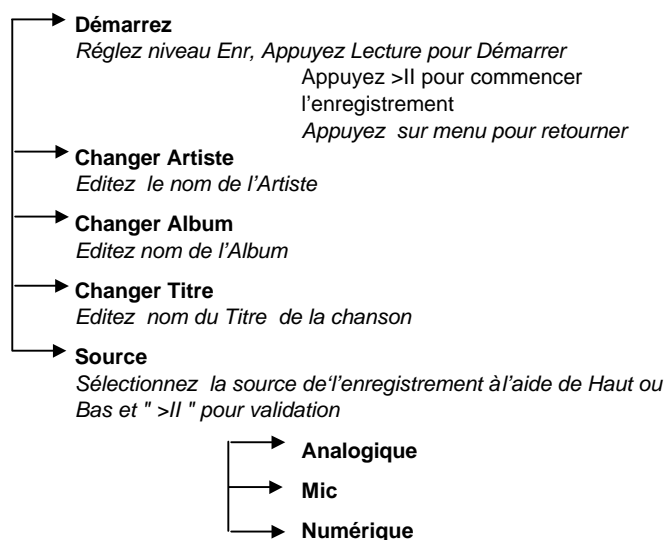 Démarrez
Réglez niveau Enr, Appuyez Lecture pour Démarrer
Appuyez >II pour commencer
l'enregistrement
Appuyez sur menu pour retourner
Changer Artiste
Editez le nom de l'Artiste
Changer Album
Editez nom de l'Album
Changer Titre
Editez nom du Titre de la chanson
Source
Sélectionnez la source de'l'enregistrement àl'aide de Haut ou
Bas et " >II " pour validation
Analogique
Mic
Numérique